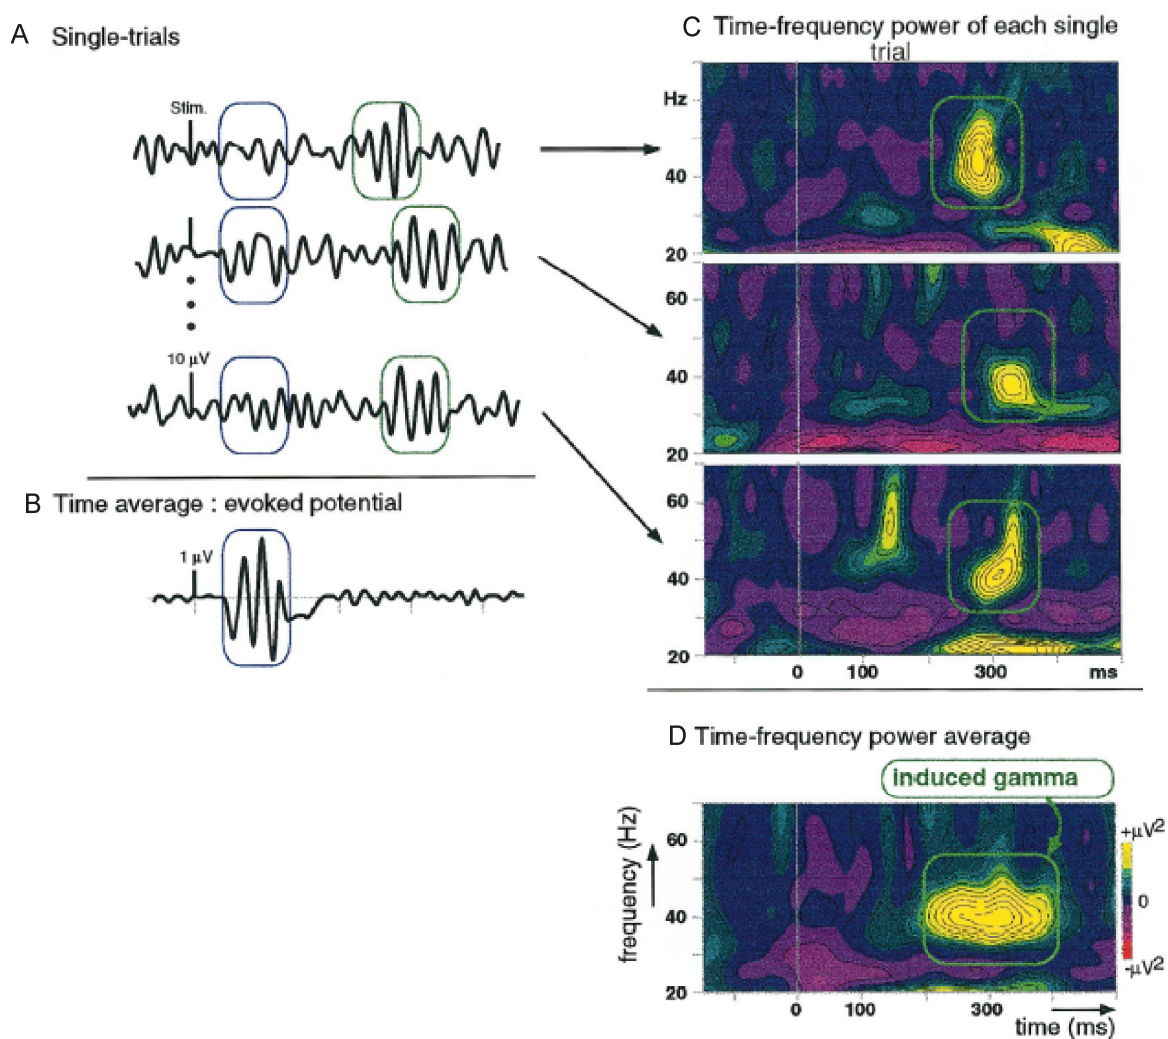 A Single-trials
Stim.
10 µV
B Time average : evoked potential
1 µV
C Time-frequency power of each single
trial
Hz
40
20
60
40
20
60
40
20
0 100 300 ms
D Time-frequency power average
induced gamma
frequency (Hz)
60
40
20
0 100 300
time (ms)
+µV2
0
-µV2